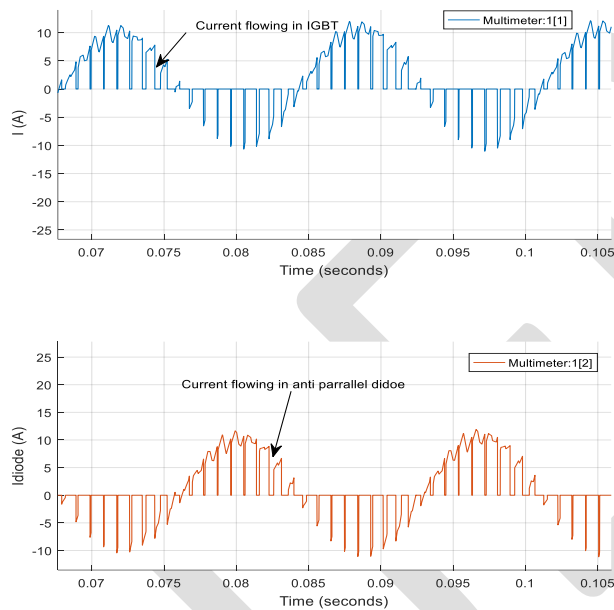 Current flowing in IGBT
Multimeter:1[1]
10
5
0
-5
-10
-15
-20
-25
I (A)
0.07 0.075 0.08 0.085 0.09 0.095 0.1 0.105
Time (seconds)
Multimeter:1[2]
Current flowing in anti parrallel didoe
25
20
15
10
5
0
-5
-10
Idiode (A)
0.07 0.075 0.08 0.085 0.09 0.095 0.1 0.105
Time (seconds)